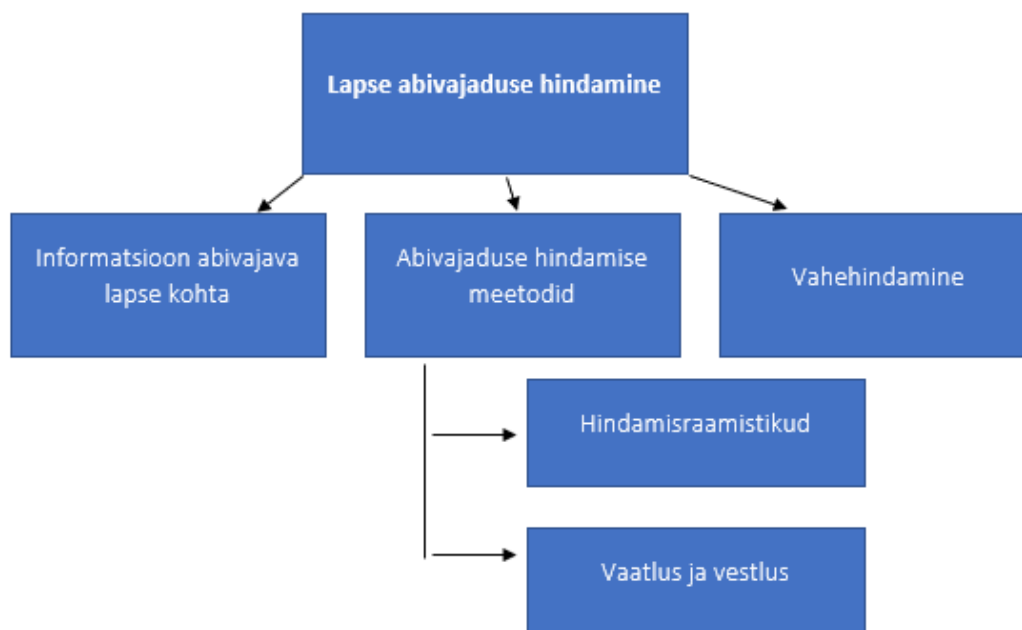 Lapse abivajaduse hindamine
Informatsioon abivajava
lapse kohta
Abivajaduse hindamise
meetodid
Vahehindamine
Hindamisraamistikud
Vaatlus ja vestlus